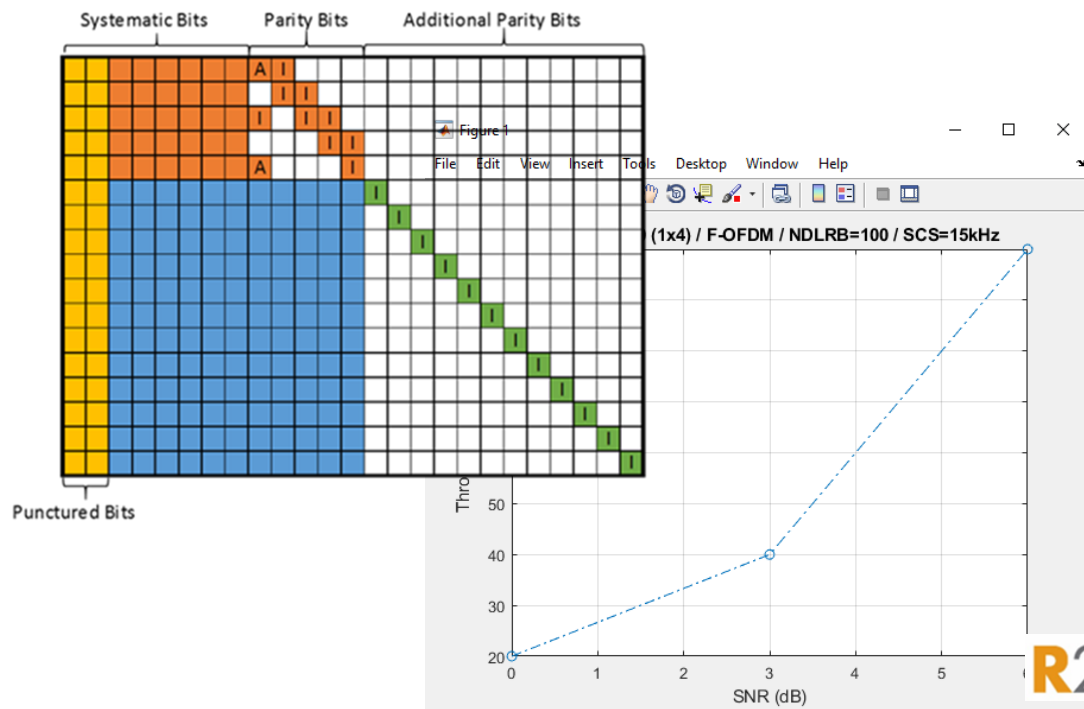 Systematic Bits Parity Bits Additional Parity Bits
A I
I I
I I I
I I
A I
I
I
I
I
I
I
I
I
I
I
I
I
Punctured Bits
Figure 1
File Edit View Insert Tools Desktop Window Help
(1x4) / F-OFDM / NDLRB=100 / SCS=15kHz
50
40
30
20
0 1 2 3 4 5
SNR (dB)